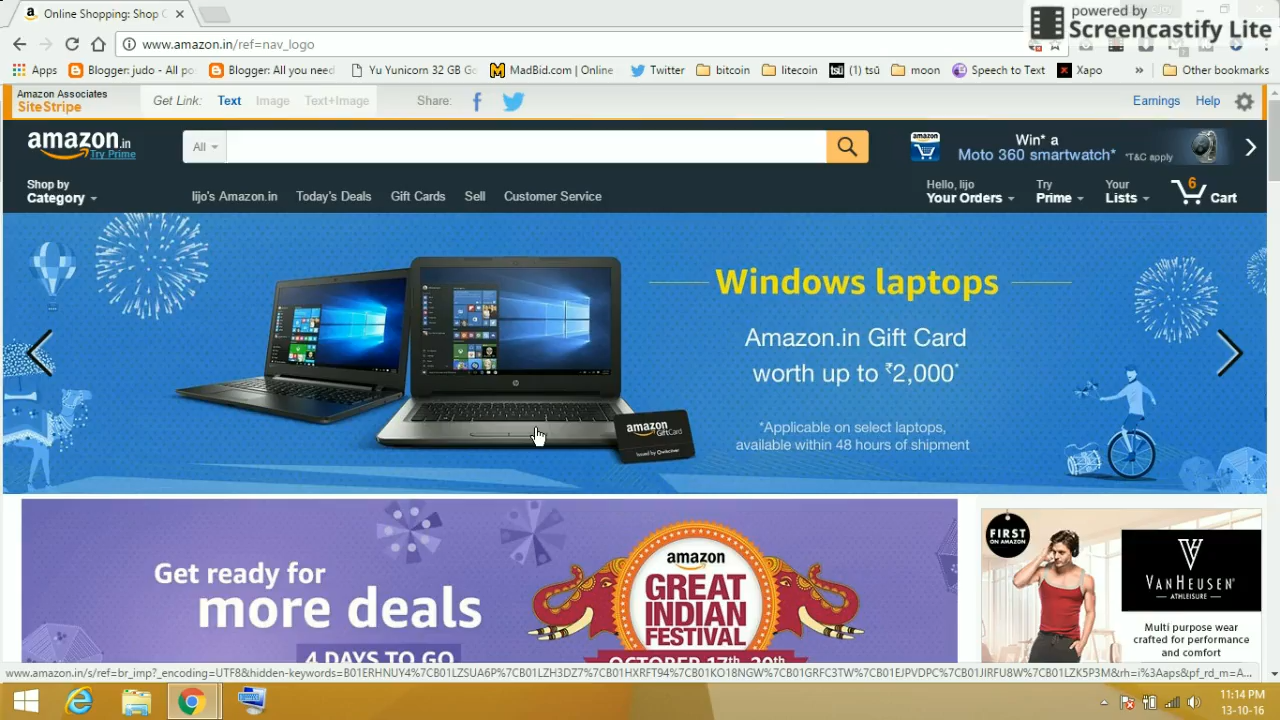 Online Shopping: Shop C
powered by
Screencastify Lite
www.amazon.in/ref=nav_logo
Apps
Blogger: judo - All po
Blogger: All you need
Yu Yunicorn 32 GB Go
MadBid.com | Online
Twitter
bitcoin
litecoin
tsū
(1) tsū
moon
Speech to Text
Xapo
»
Other bookmarks
Amazon Associates
SiteStripe
Get Link:
Text
Image
Text+Image
Share:
Earnings
Help
amazon.in
Try Prime
All
amazon
Win* a
Moto 360 smartwatch*
*T&C apply
Shop by
Category
lijo's Amazon.in
Today's Deals
Gift Cards
Sell
Customer Service
Hello, lijo
Your Orders
Try
Prime
Your
Lists
6
Cart
Windows laptops
Amazon.in Gift Card
worth up to ₹2,000*
*Applicable on select laptops,
available within 48 hours of shipment
amazon
GiftCard
Issued by Qwikcilver
Get ready for
more deals
4 DAYS TO GO
amazon
GREAT
INDIAN
FESTIVAL
OCTOBER 17th-20th
FIRST
ON AMAZON
VAN HEUSEN
ATHLEISURE
Multi purpose wear
crafted for performance
and comfort
www.amazon.in/s/ref=br_imp?_encoding=UTF8&hidden-keywords=B01ERHNUY4%7CB01LZSUA6P%7CB01LZH3DZ7%7CB01HXRFT94%7CB01KO18NGW%7CB01GRFC3TW%7CB01EJPVDPC%7CB01JIRFU8W%7CB01LZK5P3M&rh=i%3Aaps&pf_rd_m=A...
11:14 PM
13-10-16